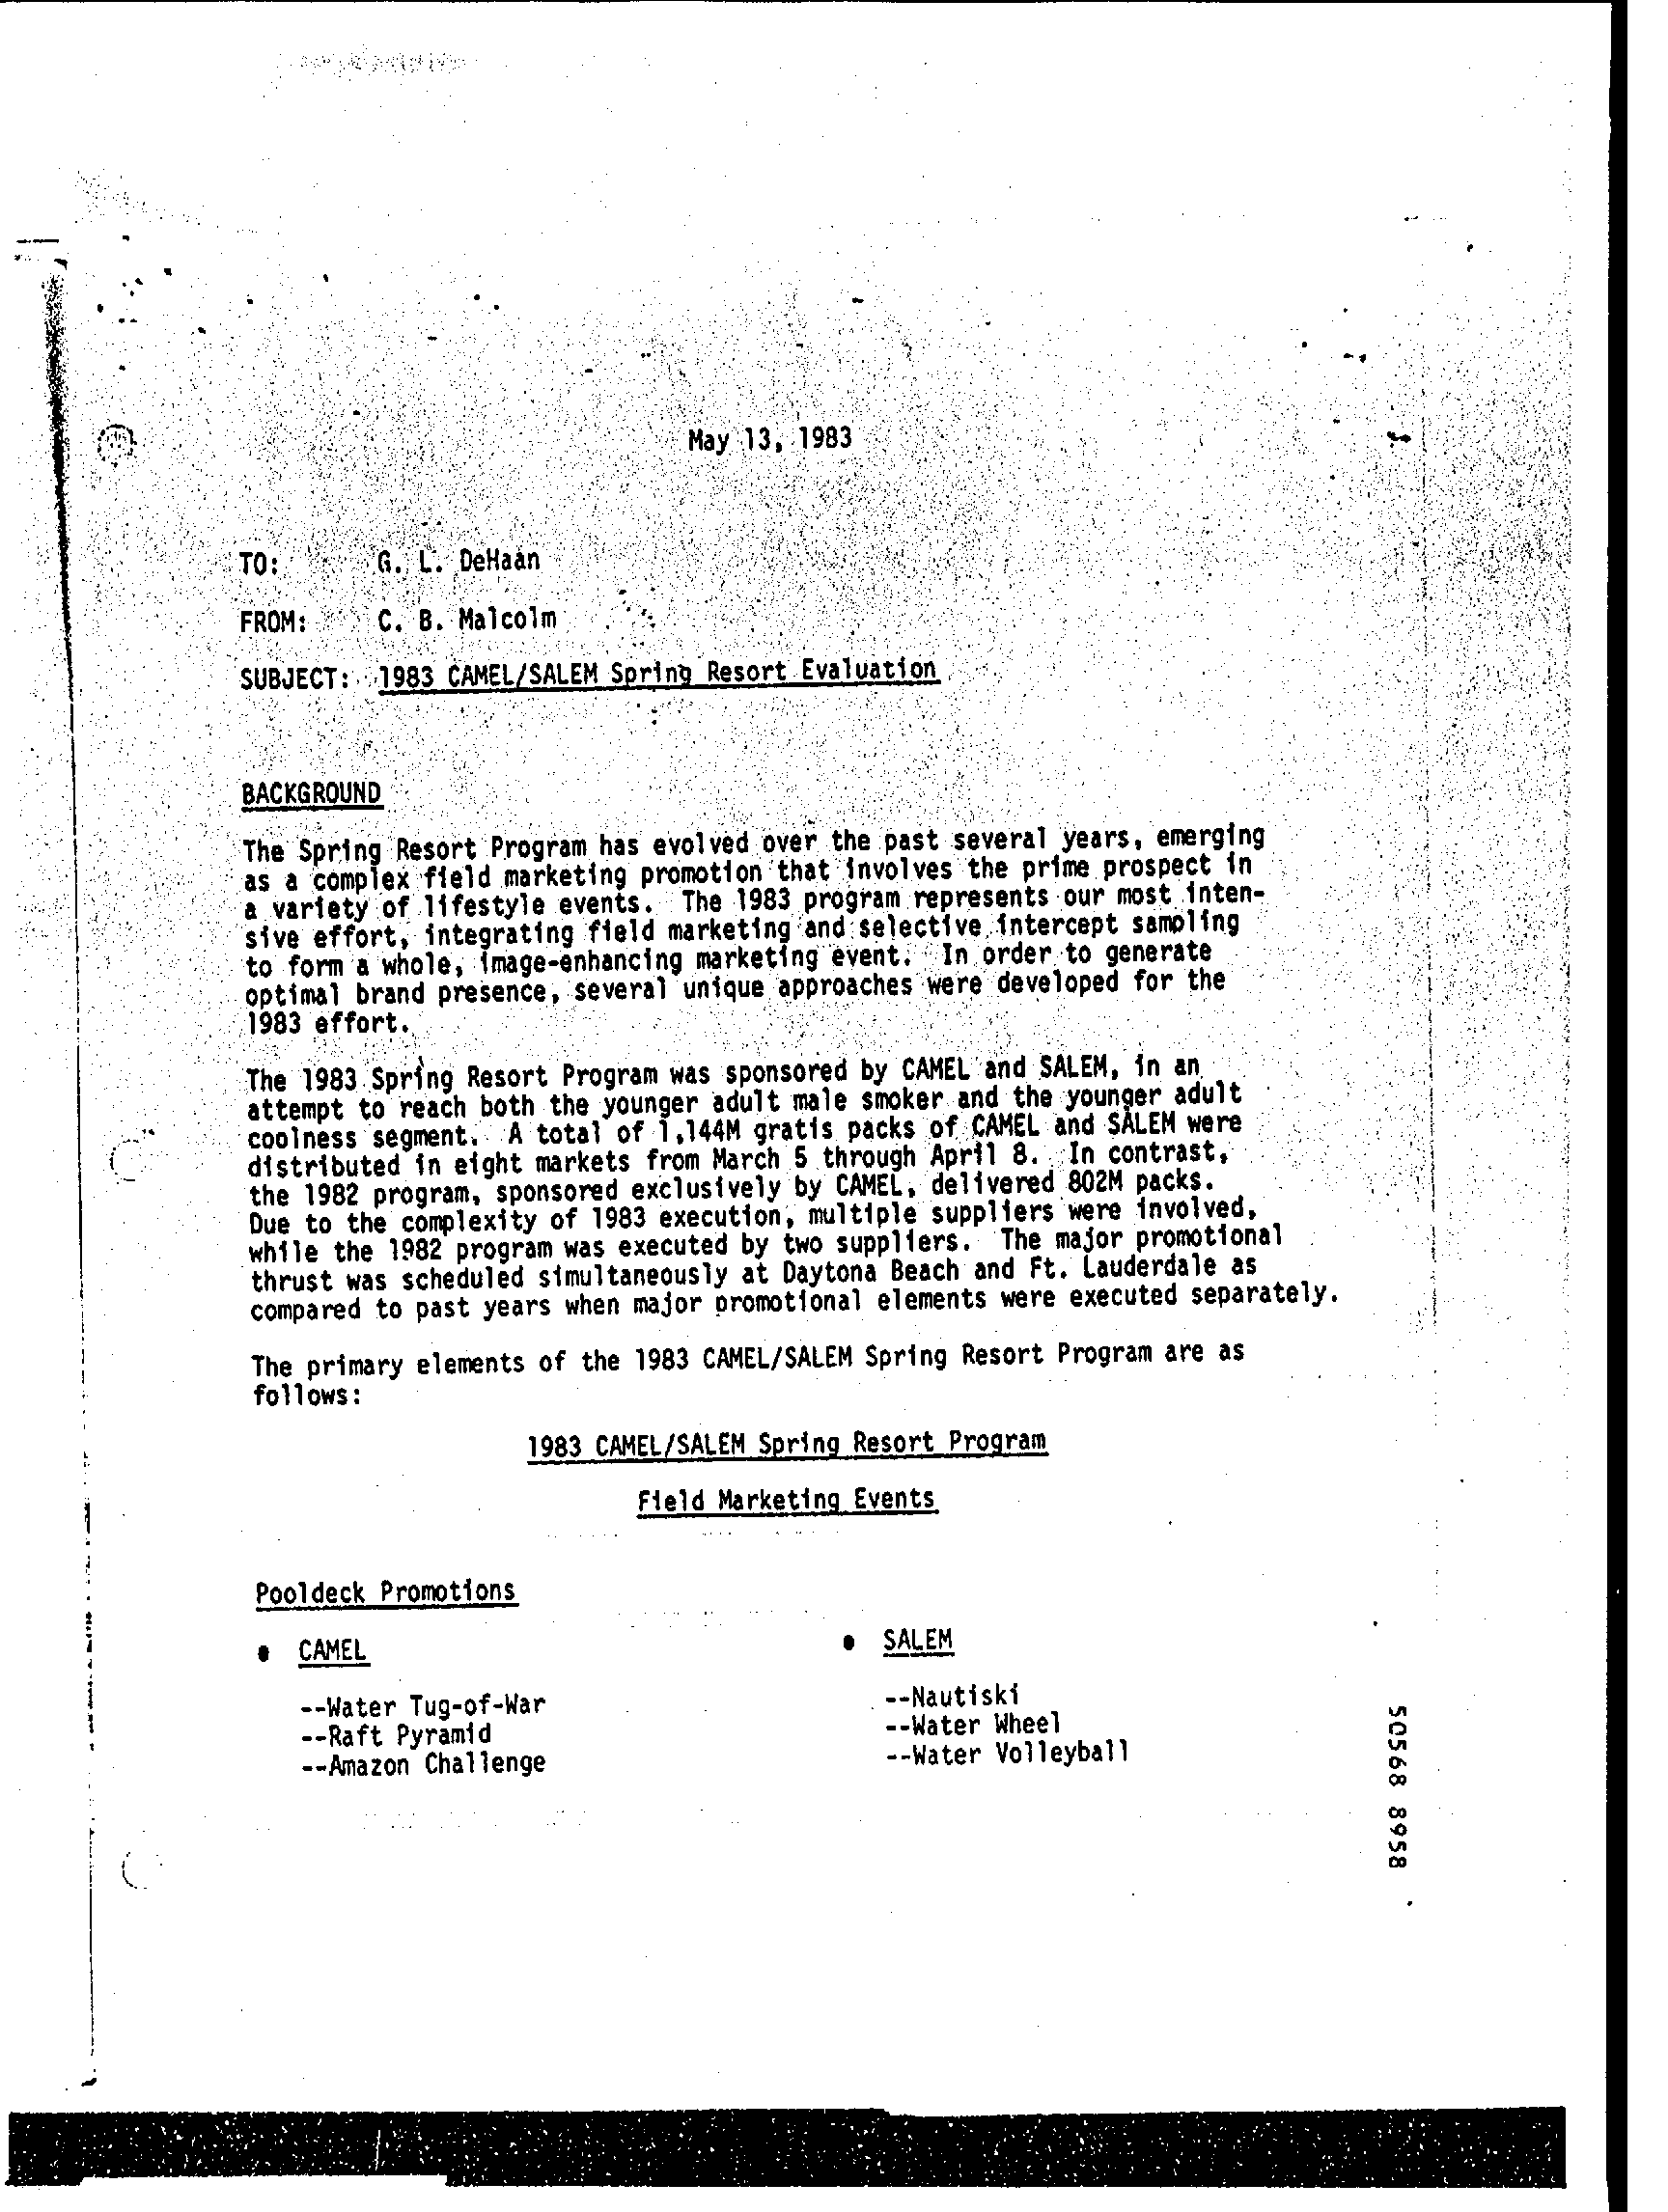 May 13, 1983
TO: G. L. DeHaan
FROM: C. B. Malcolm
SUBJECT: 1983 CAMEL/SALEM Spring Resort Evaluation
BACKGROUND
The Spring Resort Program has evolved over the past several years, emerging
as a complex field marketing promotion that involves the prime prospect in
a variety of lifestyle events. The 1983 program represents our most inten-
sive effort, integrating field marketing and selective intercept sampling
to form a whole, image-enhancing marketing event. In order to generate
optimal brand presence, several unique approaches were developed for the
1983 effort.
The 1983 Spring Resort Program was sponsored by CAMEL and SALEM, in an
attempt to reach both the younger adult male smoker and the younger adult
coolness segment. A total of 1,144M gratis packs of CAMEL and SALEM were
distributed in eight markets from March 5 through April 8. In contrast,
the 1982 program, sponsored exclusively by CAMEL, delivered 802M packs.
Due to the complexity of 1983 execution, multiple suppliers were involved,
while the 1982 program was executed by two suppliers. The major promotional
thrust was scheduled simultaneously at Daytona Beach and Ft. Lauderdale as
compared to past years when major promotional elements were executed separately.
The primary elements of the 1983 CAMEL/SALEM Spring Resort Program are as
follows:
1983 CAMEL/SALEM Spring Resort Program
Field Marketing Events
Pooldeck Promotions
• CAMEL
--Water Tug-of-War
--Raft Pyramid
--Amazon Challenge
• SALEM
--Nautiski
--Water Wheel
--Water Volleyball
50568 8958